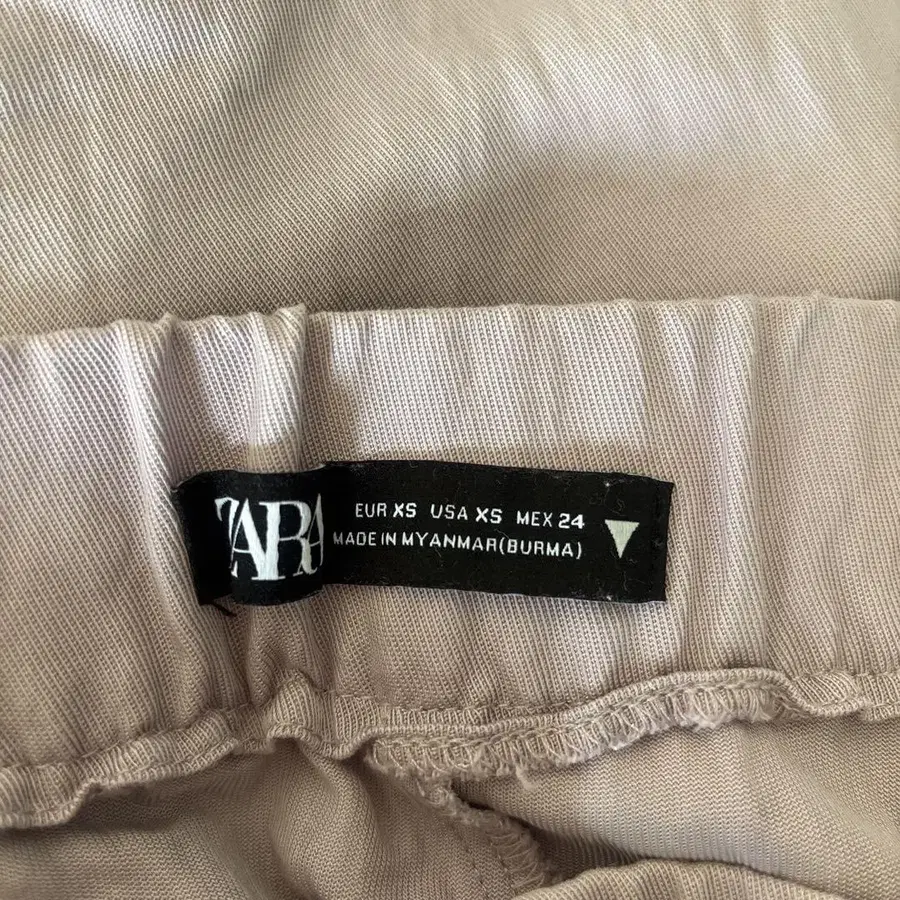 ZARA
EUR XS USA XS MEX 24
MADE IN MYANMAR(BURMA)